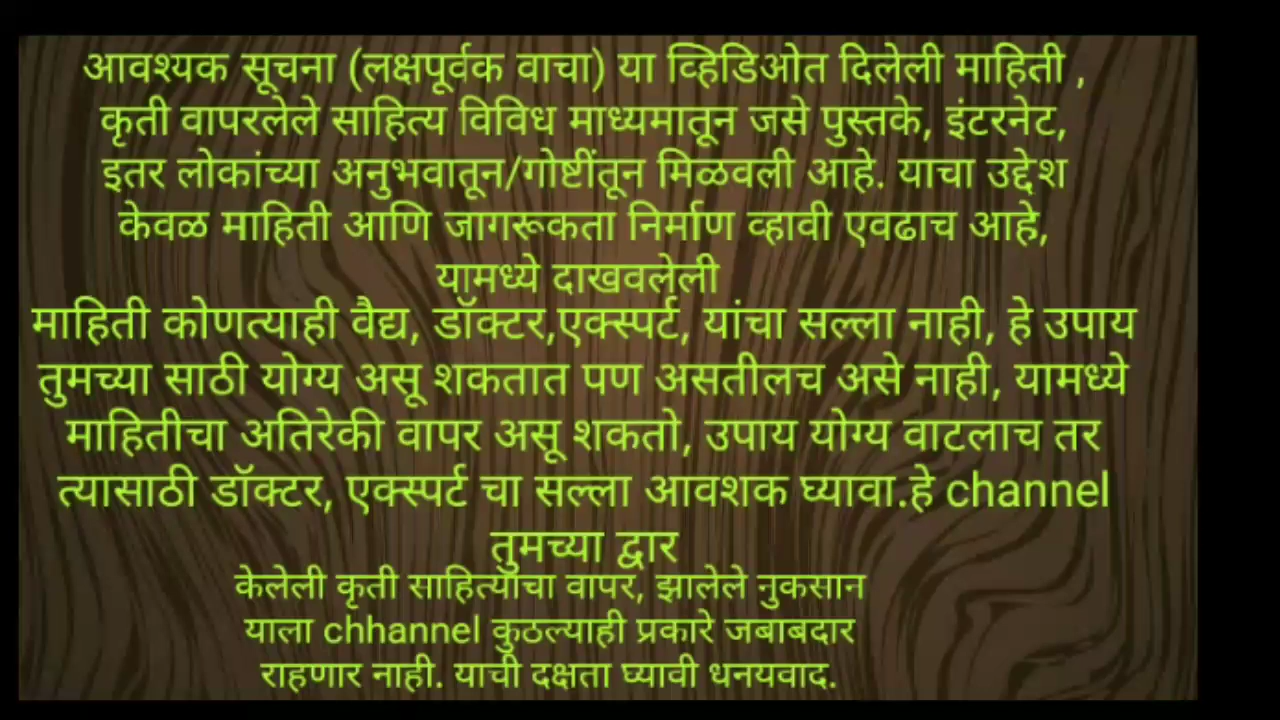 आवश्यक सूचना (लक्षपूर्वक वाचा) या व्हिडिओत दिलेली माहिती ,
कृती वापरलेले साहित्य विविध माध्यमातून जसे पुस्तके, इंटरनेट,
इतर लोकांच्या अनुभवातून/गोष्टींतून मिळवली आहे. याचा उद्देश
केवळ माहिती आणि जागरूकता निर्माण व्हावी एवढाच आहे,
यामध्ये दाखवलेली
माहिती कोणत्याही वैद्य, डॉक्टर,एक्स्पर्ट, यांचा सल्ला नाही, हे उपाय
तुमच्या साठी योग्य असू शकतात पण असतीलच असे नाही, यामध्ये
माहितीचा अतिरेकी वापर असू शकतो, उपाय योग्य वाटलाच तर
त्यासाठी डॉक्टर, एक्स्पर्ट चा सल्ला आवशक घ्यावा.हे channel
तुमच्या द्वार
केलेली कृती साहित्याचा वापर, झालेले नुकसान
याला chhannel कुठल्याही प्रकारे जबाबदार
राहणार नाही. याची दक्षता घ्यावी धनयवाद.